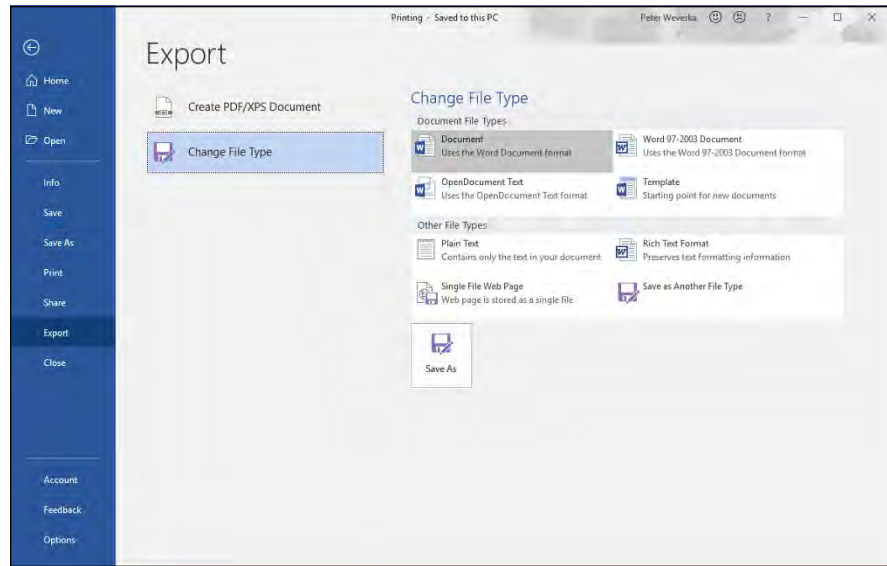 Printing - Saved to this PC
Peter Weverka
?
Home
New
Open
Info
Save
Save As
Print
Share
Export
Close
Account
Feedback
Options
Export
Create PDF/XPS Document
Change File Type
Change File Type
Document File Types
Document
Uses the Word Document format
Word 97-2003 Document
Uses the Word 97-2003 Document format
OpenDocument Text
Uses the OpenDocument Text format
Template
Starting point for new documents
Other File Types
Plain Text
Contains only the text in your document
Rich Text Format
Preserves text formatting information
Single File Web Page
Web page is stored as a single file
Save as Another File Type
Save As